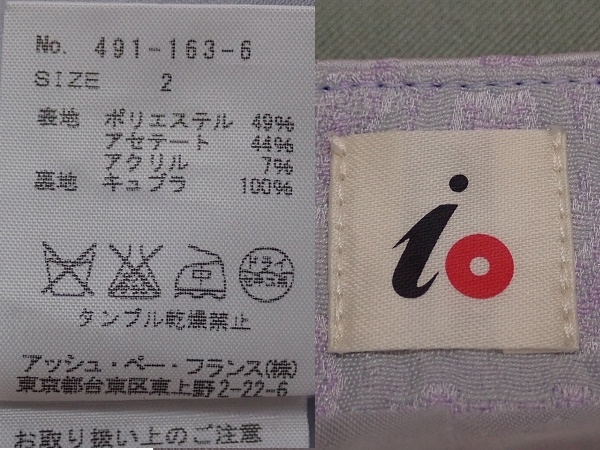 No. 491-163-6
SIZE 2
表地 ポリエステル 49%
アセテート 44%
アクリル 7%
裏地 キュプラ 100%
中
ドライ
タンブル乾燥禁止
アッシュ・ペー・フランス(株)
東京都台東区東上野2-22-6
お取り扱い上のご注意
io